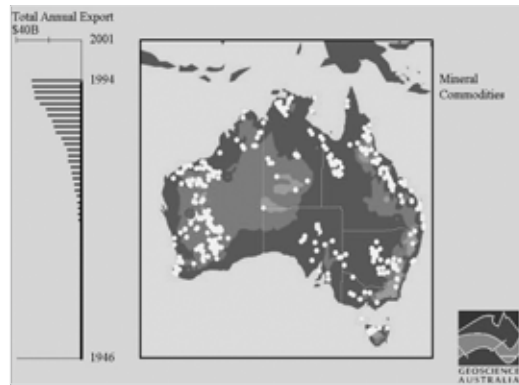 Total Annual Export
$40B
2001
1994
Mineral
Commodities
1946
GEOSCIENCE
AUSTRALIA